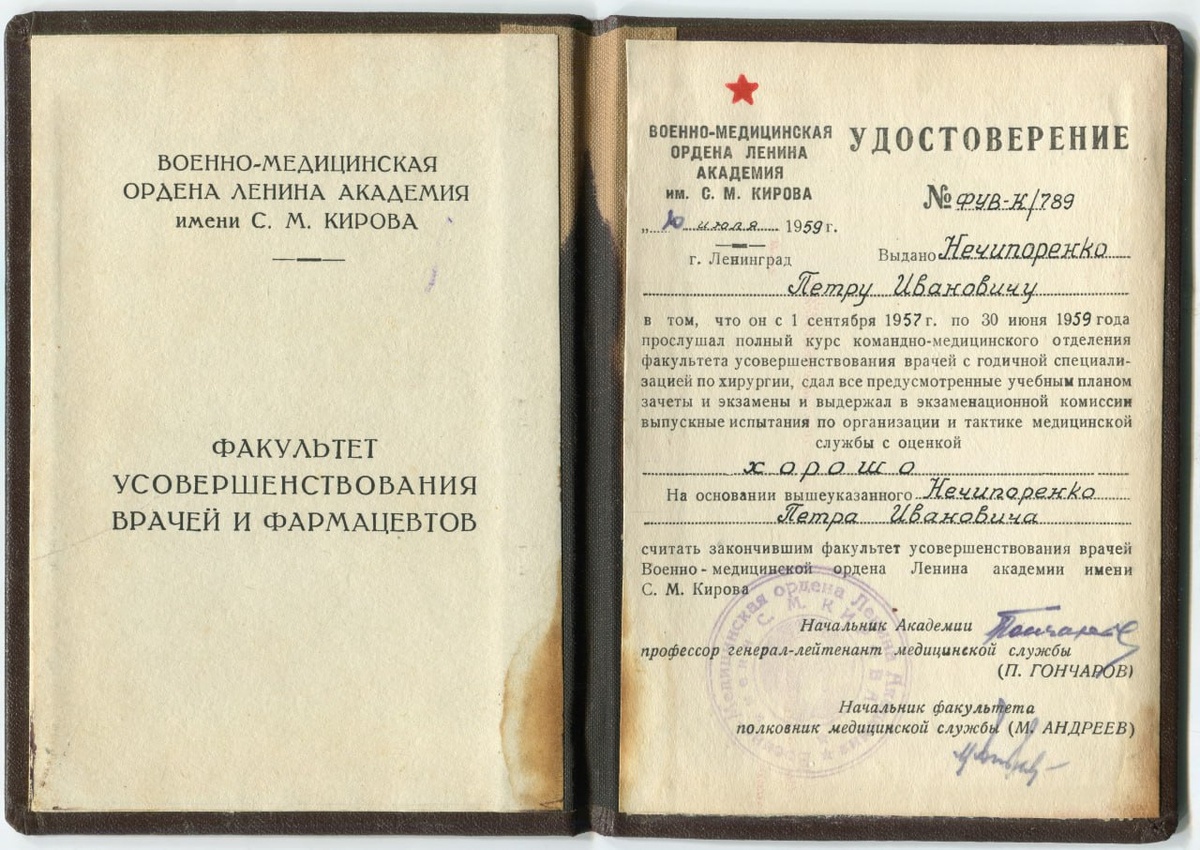 ВОЕННО-МЕДИЦИНСКАЯ
ОРДЕНА ЛЕНИНА АКАДЕМИЯ
имени С. М. КИРОВА
ФАКУЛЬТЕТ
УСОВЕРШЕНСТВОВАНИЯ
ВРАЧЕЙ И ФАРМАЦЕВТОВ
ВОЕННО-МЕДИЦИНСКАЯ
ОРДЕНА ЛЕНИНА
АКАДЕМИЯ
им. С. М. КИРОВА
„10 июля 1959 г.
г. Ленинград
УДОСТОВЕРЕНИЕ
№ ФУВ-К/789
Выдано Нечипоренко
Петру Ивановичу
в том, что он с 1 сентября 1957 г. по 30 июня 1959 года
прослушал полный курс командно-медицинского отделения
факультета усовершенствования врачей с годичной специали-
зацией по хирургии, сдал все предусмотренные учебным планом
зачеты и экзамены и выдержал в экзаменационной комиссии
выпускные испытания по организации и тактике медицинской
службы с оценкой
хорошо
На основании вышеуказанного Нечипоренко
Петра Ивановича
считать закончившим факультет усовершенствования врачей
Военно-медицинской ордена Ленина академии имени
С. М. Кирова
Начальник Академии
профессор генерал-лейтенант медицинской службы
(П. ГОНЧАРОВ)
Начальник факультета
полковник медицинской службы (М. АНДРЕЕВ)